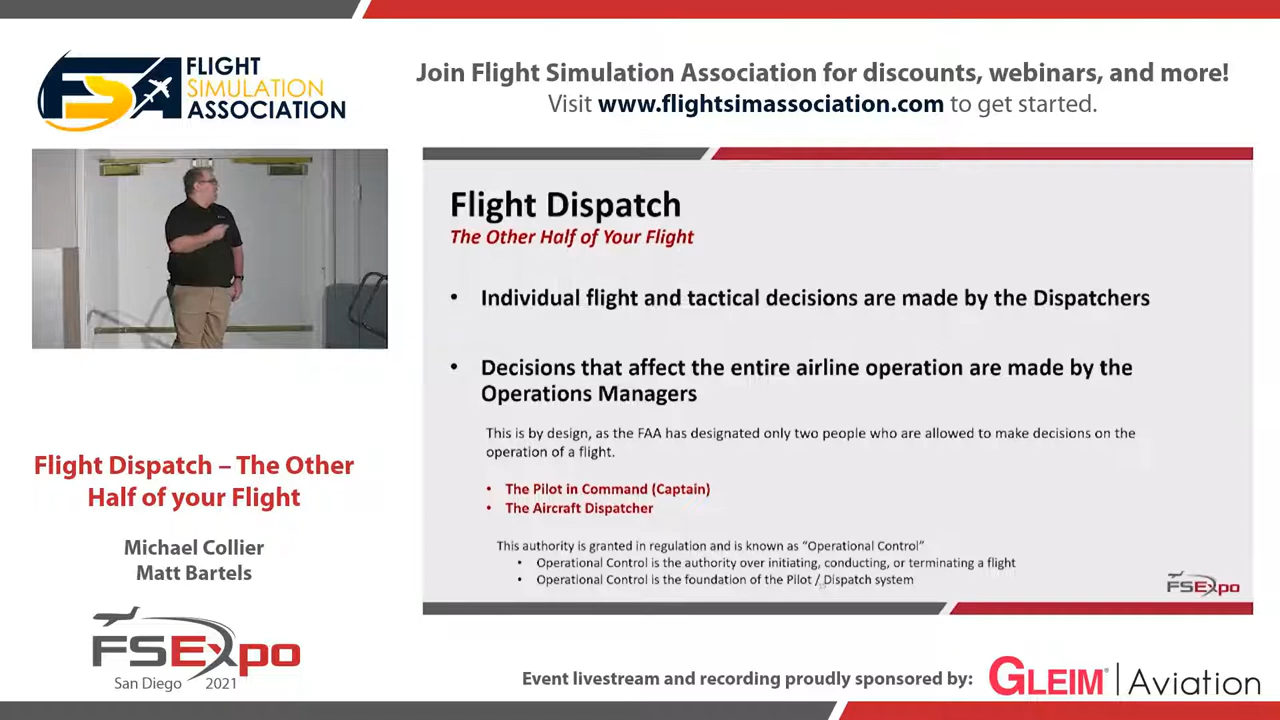 FLIGHT
SIMULATION
ASSOCIATION
Join Flight Simulation Association for discounts, webinars, and more!
Visit www.flightsimassociation.com to get started.
Flight Dispatch
The Other Half of Your Flight
• Individual flight and tactical decisions are made by the Dispatchers
• Decisions that affect the entire airline operation are made by the
Operations Managers
This is by design, as the FAA has designated only two people who are allowed to make decisions on the
operation of a flight.
• The Pilot in Command (Captain)
• The Aircraft Dispatcher
This authority is granted in regulation and is known as “Operational Control”
• Operational Control is the authority over initiating, conducting, or terminating a flight
• Operational Control is the foundation of the Pilot / Dispatch system
FSExpo
Flight Dispatch – The Other
Half of your Flight
Michael Collier
Matt Bartels
FSExpo
San Diego 2021
Event livestream and recording proudly sponsored by:
GLEIM® | Aviation